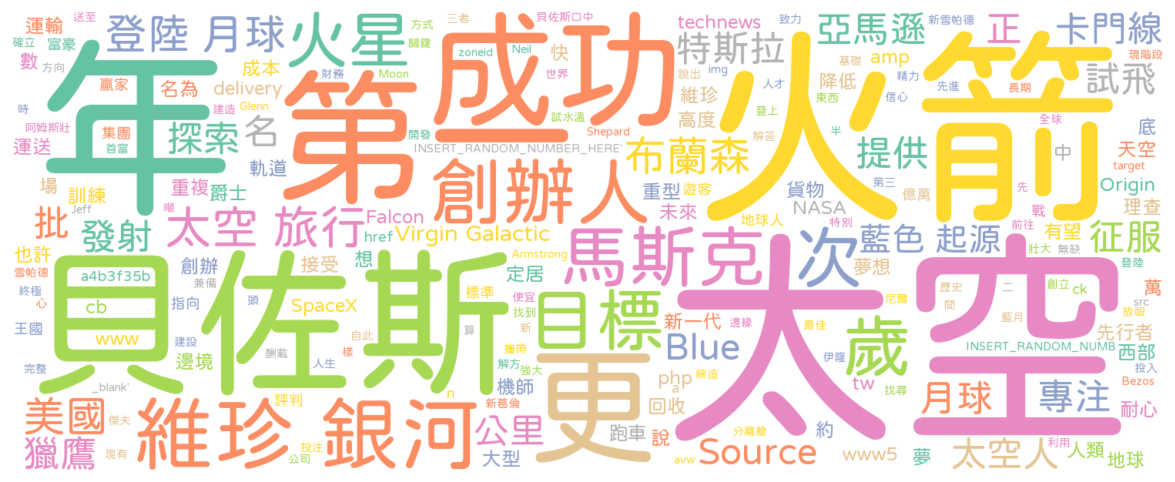 運輸
送至
登陸 月球
火星
方式
三者
貝佐斯口中
technews
致力
亞馬遜
新雪帕德
正
卡門線
確立
富豪
關鍵
zoneid
Neil
快
特斯拉
基礎
現階段
數
方向
成本
財務
Moon
世界
img
人才
amp
精力
先進
試飛
贏家
名為
delivery
說出
降低
信心
長期
年
第
成功
火箭
時
建造
Glenn
試水溫
維珍
登上
東西
阿姆斯壯
集團
首富
探索
名
開發
Shepard
高度
解答
半
全球
底
運送
軌道
INSERT_RANDOM_NUMBER_HERE'
布蘭森
提供
先
中
天空
target
場
訓練
重複
爵士
創辦人
重型
遊客
貨物
億萬
第三
Origin
Jeff
噸
批
發射
太空 旅行
Falcon
未來
地球人
NASA
特別
戰
理查
前往
也許
href
Virgin Galactic
馬斯克
次
藍色 起源
有望
征服
壯大
無缺
雪帕德
a4b3f35b
創辦
接受
想
Armstrong
定居
夢想
歷史
創立
登陸
終極
心
cb
兼備
指向
SpaceX
標準
便宜
找到
目標
太空
尼爾
間
二
ck
萬
src
貝佐斯
王國
www
頭
自此
算
新
新一代
邊緣
最佳
藍月
放眼
先行者
建設
邊境
酬載
人生
樣
攜帶
Blue
伊隆
歲
INSERT_RANDOM_NUMB
西部
完整
解方
強大
締造
投入
_blank'
評判
n
機師
更
php
a
tw
找尋
月球
專注
Bezos
耐心
美國
維珍 銀河
新葛倫
回收
傑夫
公里
跑車
說
分離艙
約
獵鷹
現有
投注
公司
大型
avw
Source
www5
夢
太空人
利用
人類
地球